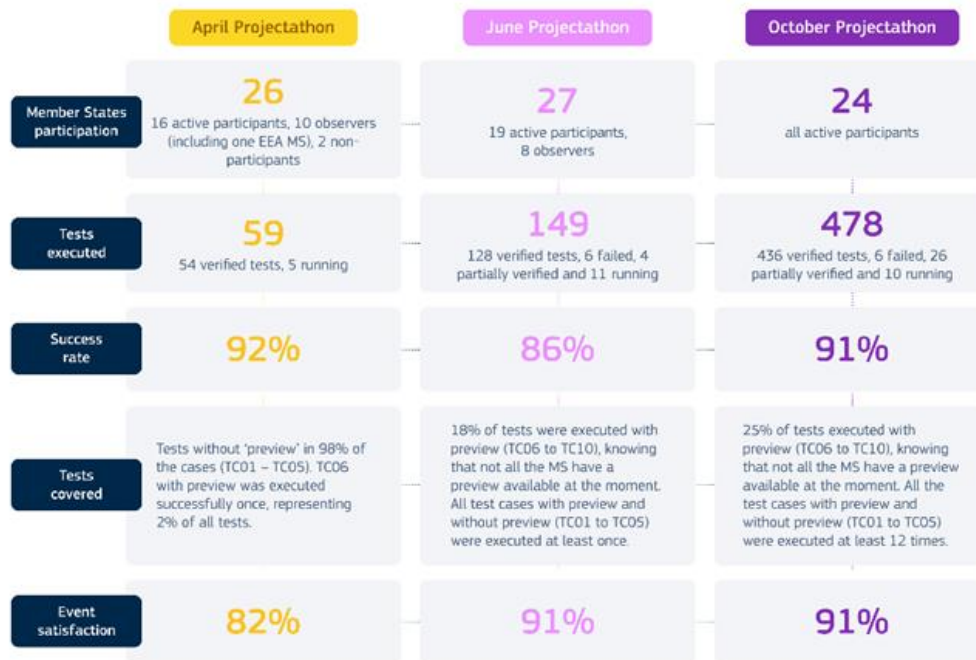 April Projectathon
June Projectathon
October Projectathon
Member States
participation
26
16 active participants, 10 observers
(including one EEA MS), 2 non-
participants
27
19 active participants,
8 observers
24
all active participants
Tests
executed
59
54 verified tests, 5 running
149
128 verified tests, 6 failed, 4
partially verified and 11 running
478
436 verified tests, 6 failed, 26
partially verified and 10 running
Success
rate
92%
86%
91%
Tests
covered
Tests without ‘preview’ in 98% of
the cases (TC01 – TC05). TC06
with preview was executed
successfully once, representing
2% of all tests.
18% of tests were executed with
preview (TC06 to TC10), knowing
that not all the MS have a
preview available at the moment.
All test cases with preview and
without preview (TC01 to TC05)
were executed at least once.
25% of tests executed with
preview (TC06 to TC10), knowing
that not all the MS have a preview
available at the moment. All the
test cases with preview and
without preview (TC01 to TC05)
were executed at least 12 times.
Event
satisfaction
82%
91%
91%